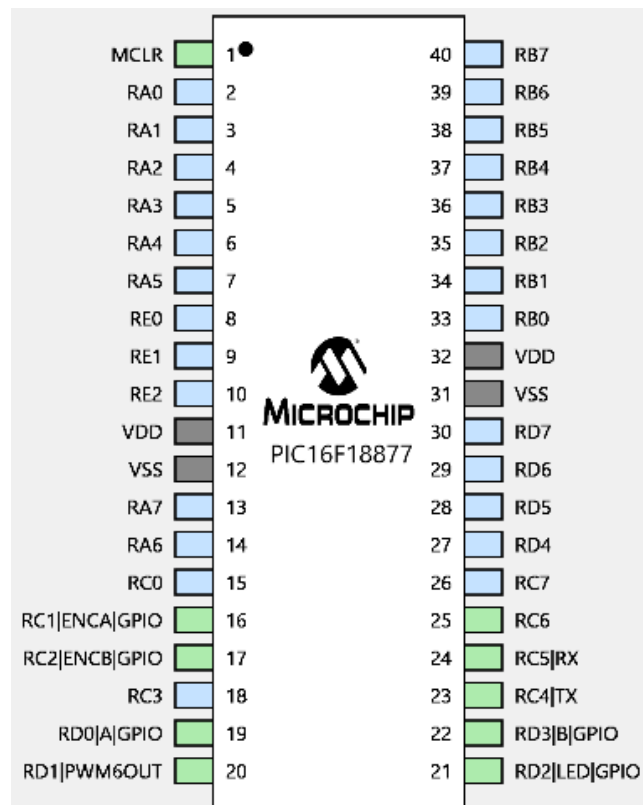 MCLR 1 40 RB7
RA0 2 39 RB6
RA1 3 38 RB5
RA2 4 37 RB4
RA3 5 36 RB3
RA4 6 35 RB2
RA5 7 34 RB1
RE0 8 33 RB0
RE1 9 32 VDD
RE2 10 31 VSS
MICROCHIP
VDD 11 30 RD7
PIC16F18877
VSS 12 29 RD6
RA7 13 28 RD5
RA6 14 27 RD4
RC0 15 26 RC7
RC1|ENCA|GPIO 16 25 RC6
RC2|ENCB|GPIO 17 24 RC5|RX
RC3 18 23 RC4|TX
RD0|A|GPIO 19 22 RD3|B|GPIO
RD1|PWM6OUT 20 21 RD2|LED|GPIO